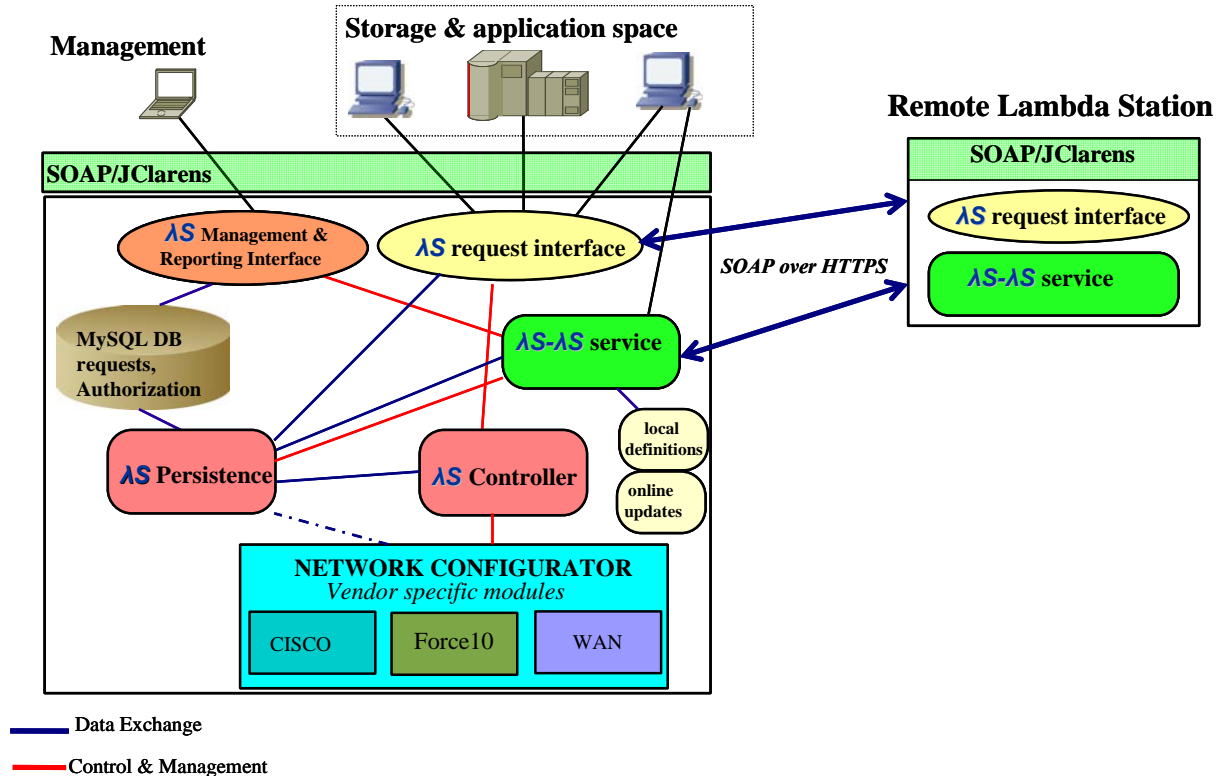 Management
Storage & application space
Remote Lambda Station
SOAP/JClarens
SOAP/JClarens
λS request interface
λS-λS service
λS Management &
Reporting Interface
λS request interface
SOAP over HTTPS
MySQL DB
requests,
Authorization
λS-λS service
local
definitions
λS Persistence
λS Controller
online
updates
NETWORK CONFIGURATOR
Vendor specific modules
CISCO
Force10
WAN
Data Exchange
Control & Management